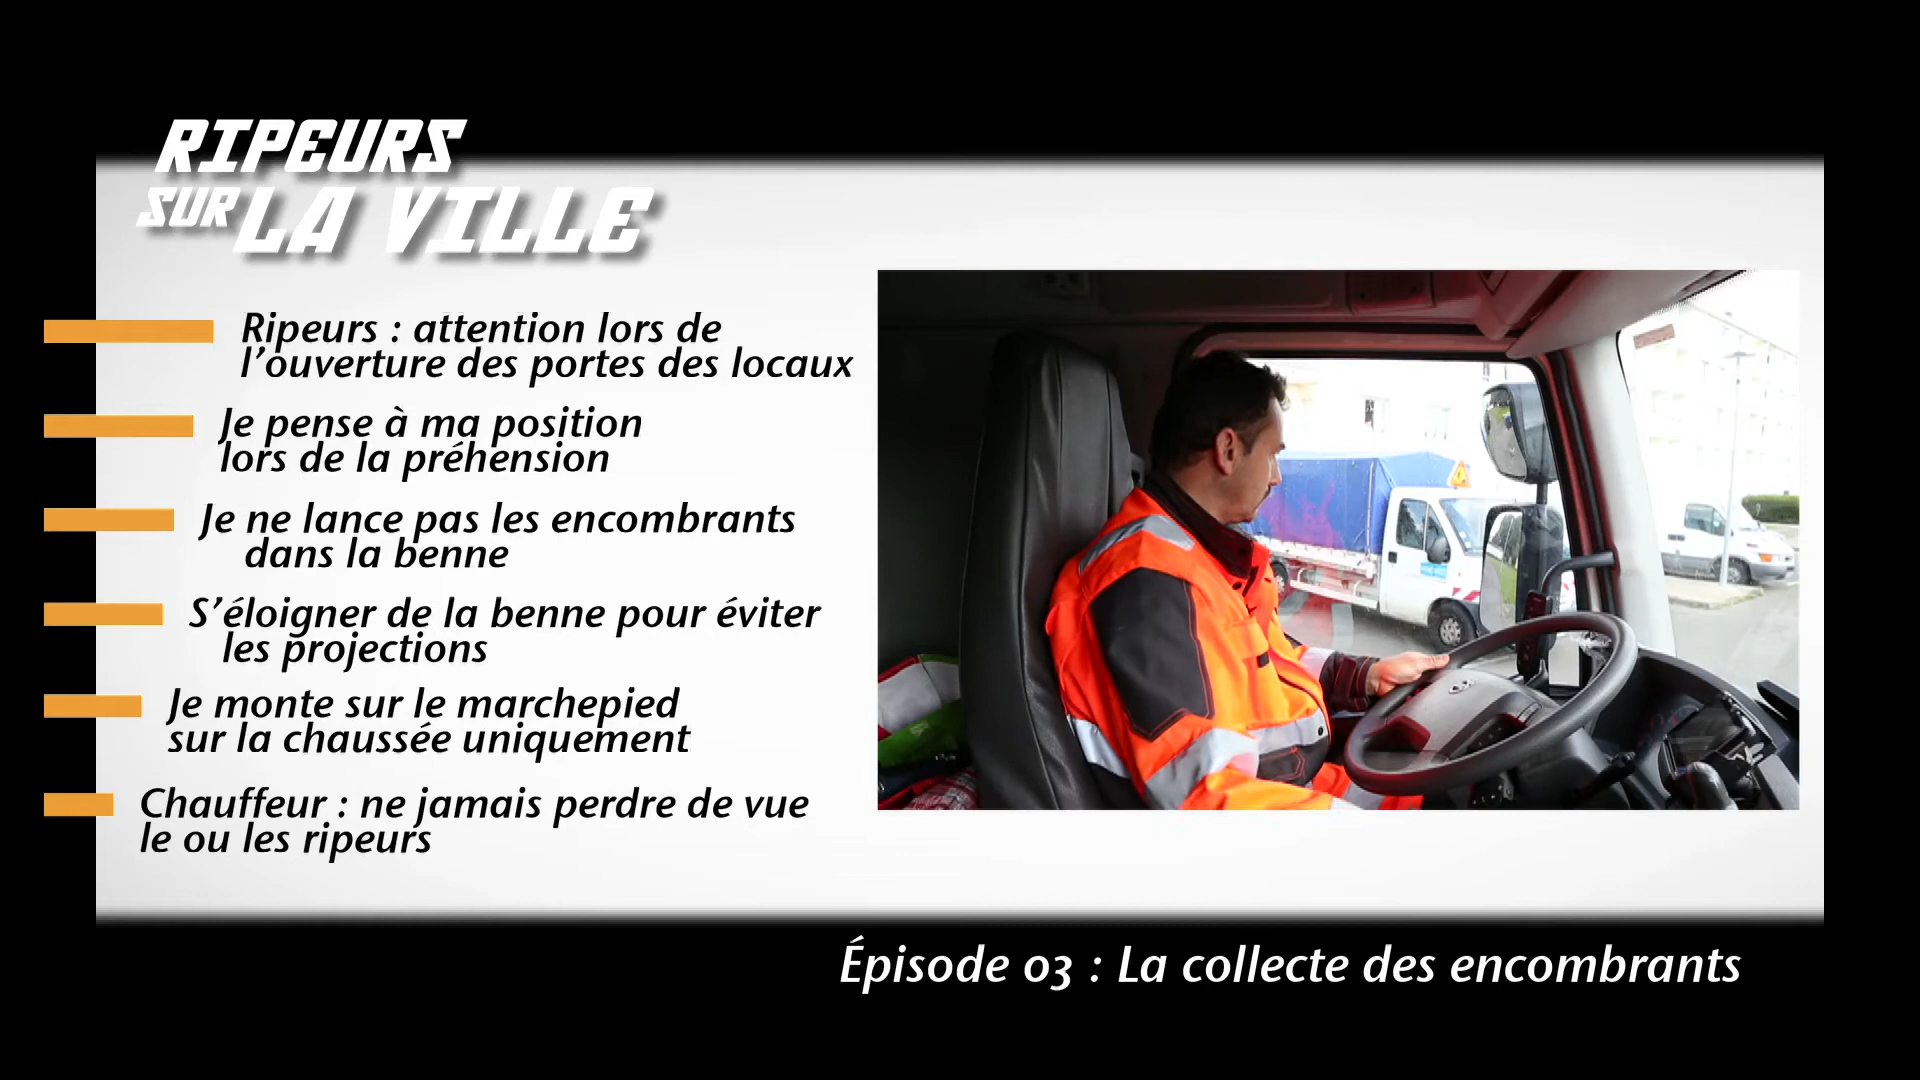 RIPEURS
SUR LA VILLE
Ripeurs : attention lors de
l’ouverture des portes des locaux
Je pense à ma position
lors de la préhension
Je ne lance pas les encombrants
dans la benne
S’éloigner de la benne pour éviter
les projections
Je monte sur le marchepied
sur la chaussée uniquement
Chauffeur : ne jamais perdre de vue
le ou les ripeurs
Épisode 03 : La collecte des encombrants